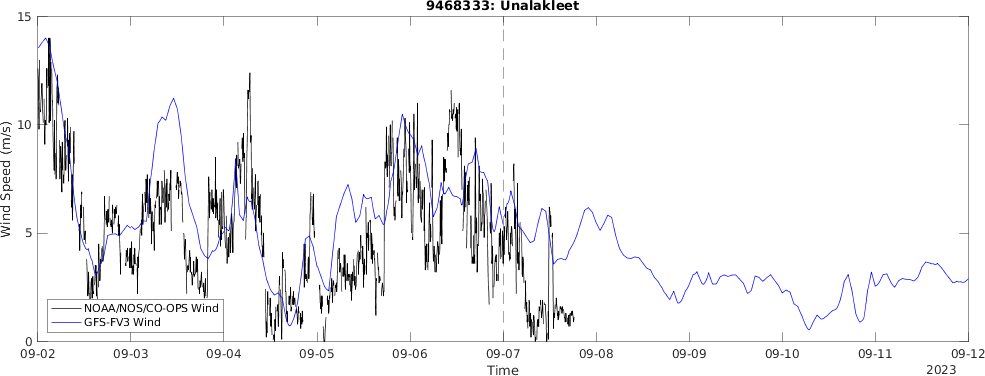 9468333: Unalakleet
15
10
5
0
Wind Speed (m/s)
NOAA/NOS/CO-OPS Wind
GFS-FV3 Wind
09-02 09-03 09-04 09-05 09-06 09-07 09-08 09-09 09-10 09-11 09-12
Time
2023